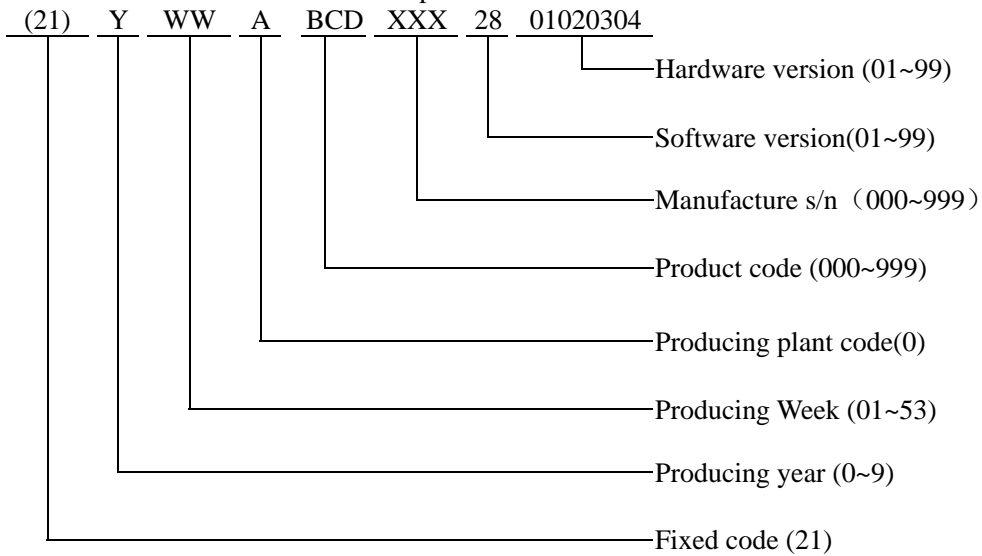 (21) Y WW A BCD XXX 28 01020304
Hardware version (01~99)
Software version(01~99)
Manufacture s/n（000~999）
Product code (000~999)
Producing plant code(0)
Producing Week (01~53)
Producing year (0~9)
Fixed code (21)